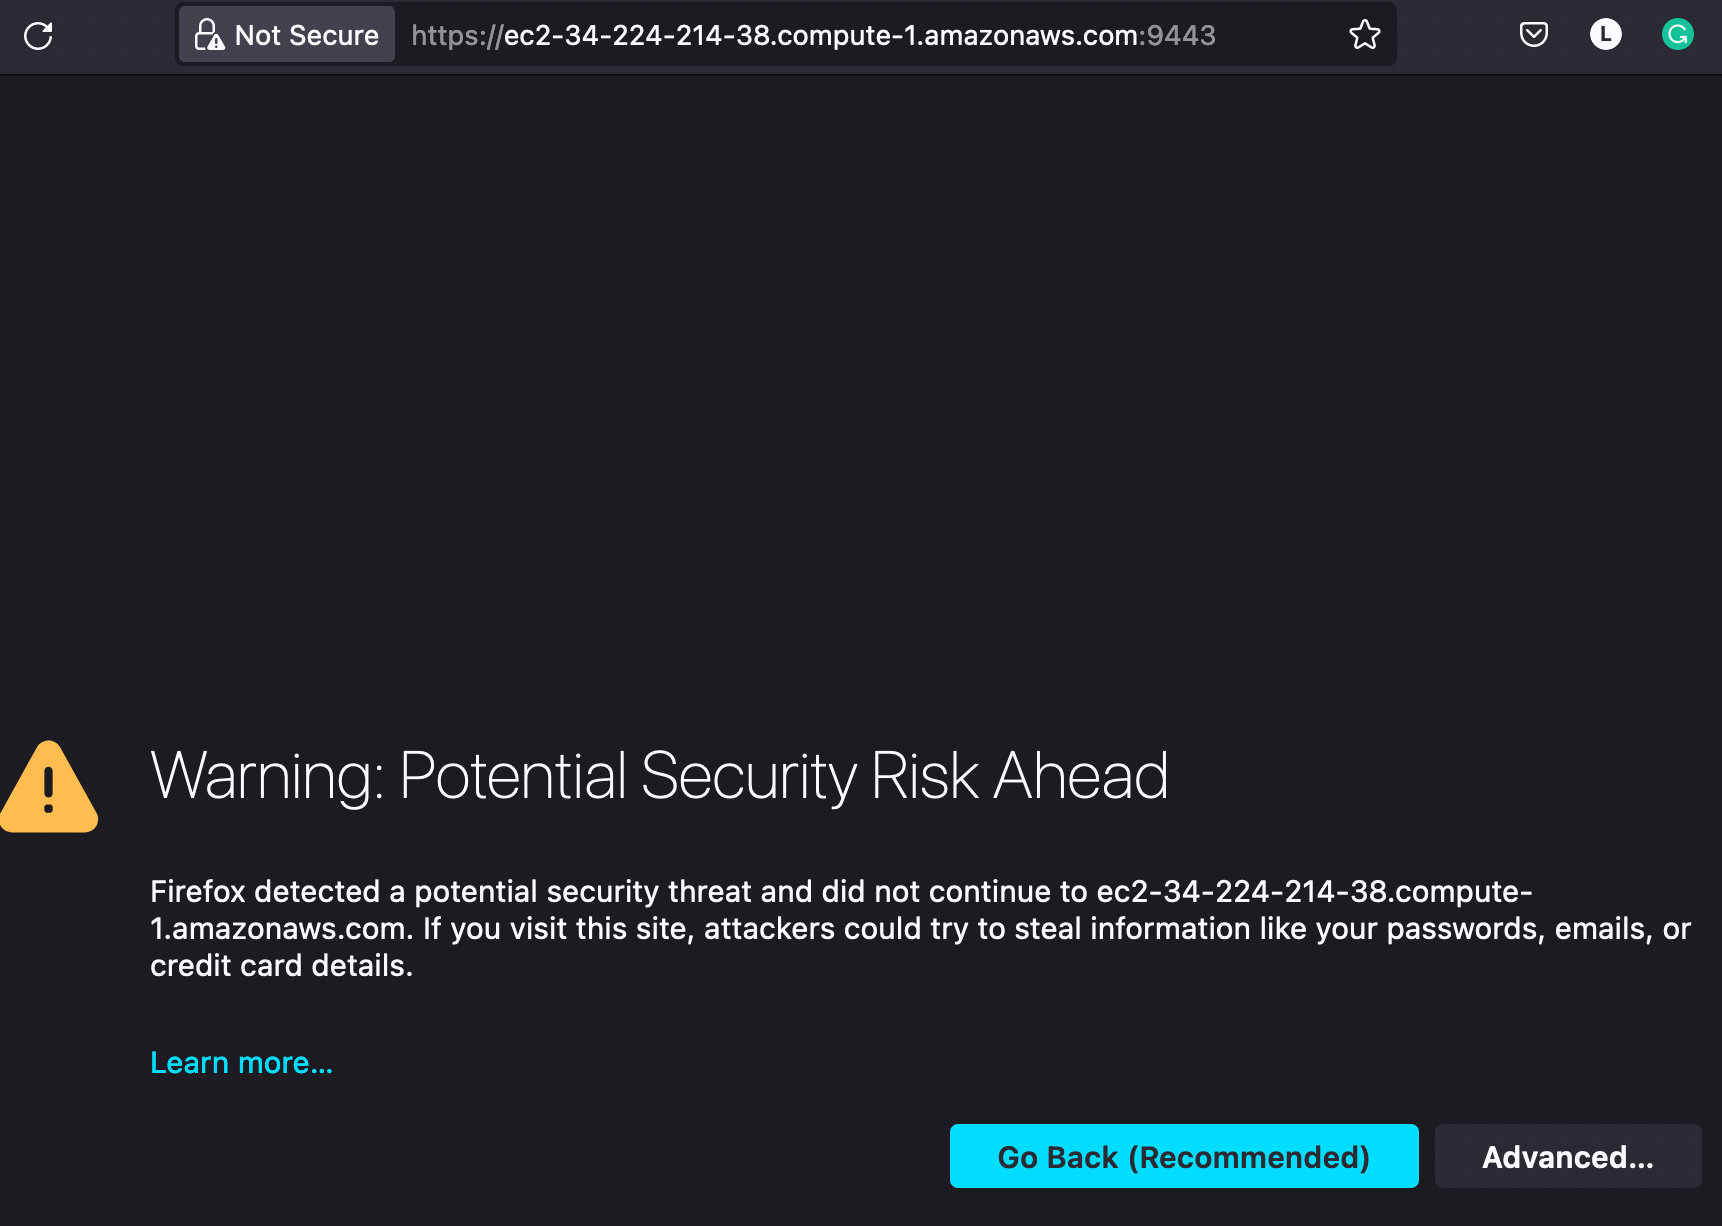 Not Secure https://ec2-34-224-214-38.compute-1.amazonaws.com:9443 L G
Warning: Potential Security Risk Ahead
Firefox detected a potential security threat and did not continue to ec2-34-224-214-38.compute-
1.amazonaws.com. If you visit this site, attackers could try to steal information like your passwords, emails, or
credit card details.
Learn more...
Go Back (Recommended) Advanced...